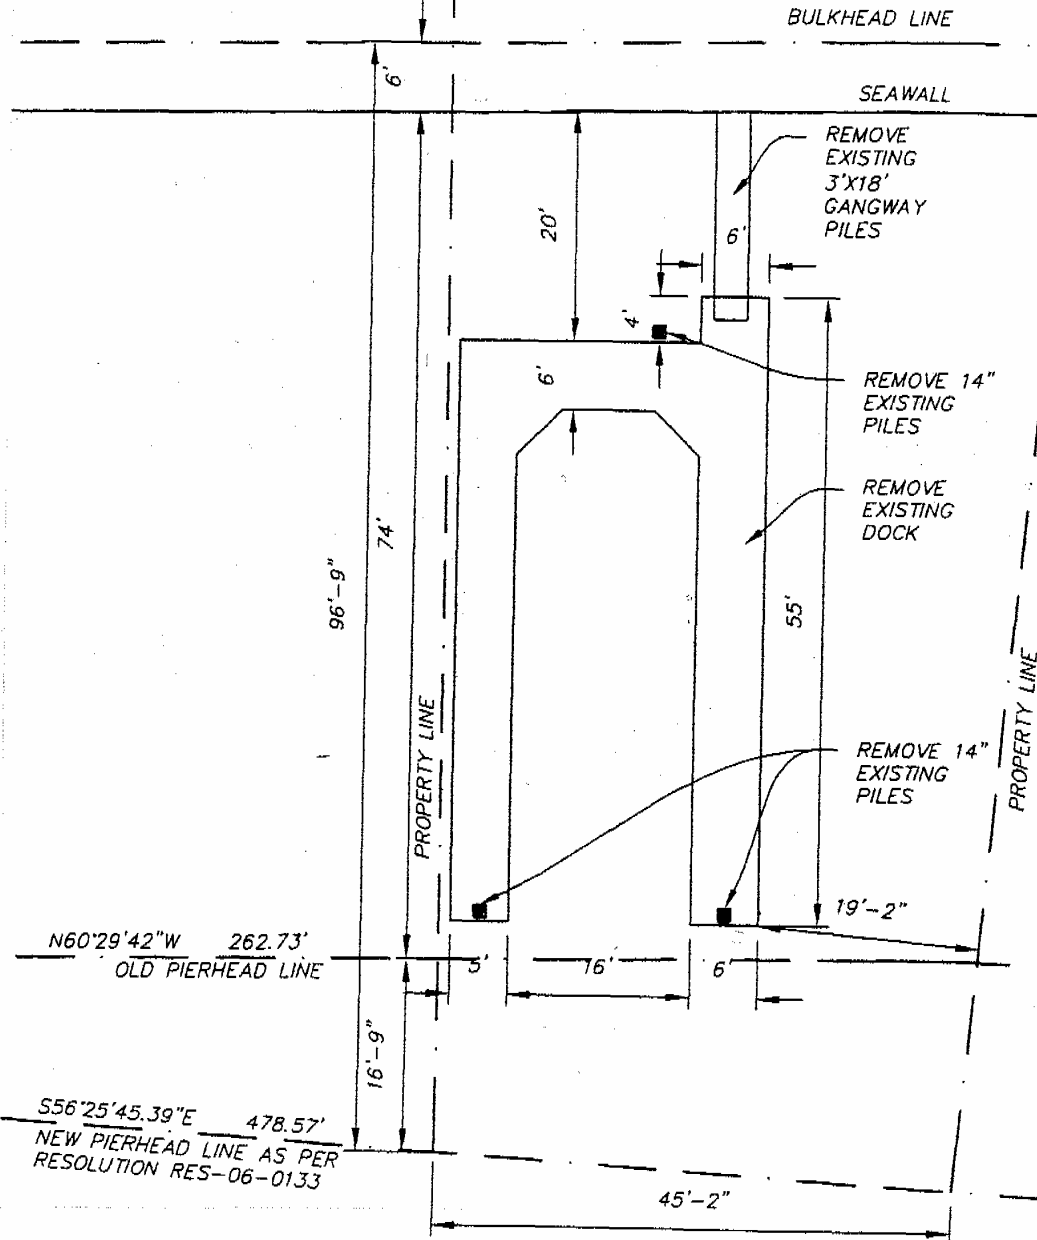 BULKHEAD LINE
6'
SEAWALL
REMOVE
EXISTING
3'X18'
GANGWAY
PILES
20'
6'
4'
6'
REMOVE 14"
EXISTING
PILES
REMOVE
EXISTING
DOCK
74'
96'-9"
55'
PROPERTY LINE
PROPERTY LINE
REMOVE 14"
EXISTING
PILES
19'-2"
N60°29'42"W 262.73'
OLD PIERHEAD LINE
5'
16'
6'
16'-9"
S56°25'45.39"E 478.57'
NEW PIERHEAD LINE AS PER
RESOLUTION RES-06-0133
45'-2"